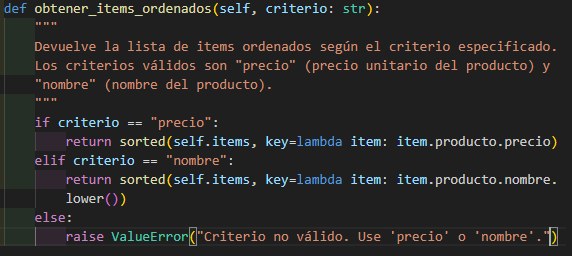 def obtener_items_ordenados(self, criterio: str):
    """
    Devuelve la lista de items ordenados según el criterio especificado.
    Los criterios válidos son "precio" (precio unitario del producto) y
    "nombre" (nombre del producto).
    """
    if criterio == "precio":
        return sorted(self.items, key=lambda item: item.producto.precio)
    elif criterio == "nombre":
        return sorted(self.items, key=lambda item: item.producto.nombre.
        lower())
    else:
        raise ValueError("Criterio no válido. Use 'precio' o 'nombre'.")